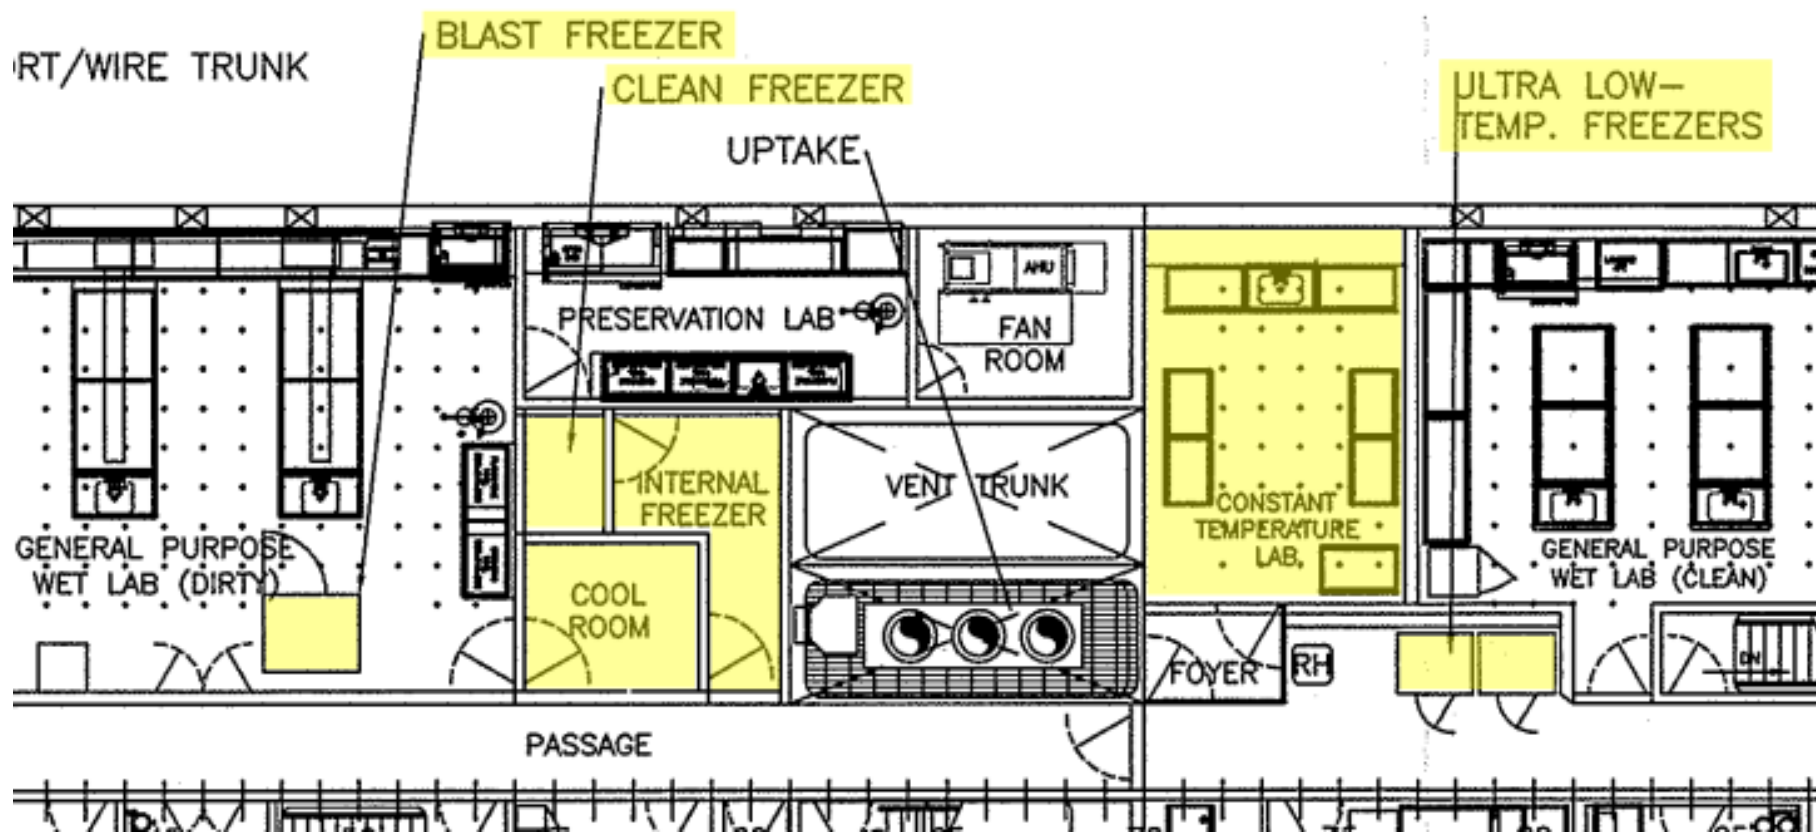 BLAST FREEZER
RT/WIRE TRUNK
CLEAN FREEZER
ULTRA LOW-
TEMP. FREEZERS
UPTAKE
AHU
PRESERVATION LAB
FAN
ROOM
INTERNAL
FREEZER
VENT TRUNK
CONSTANT
TEMPERATURE
LAB.
GENERAL PURPOSE
WET LAB (DIRTY)
GENERAL PURPOSE
WET LAB (CLEAN)
COOL
ROOM
FOYER
RH
DN
PASSAGE